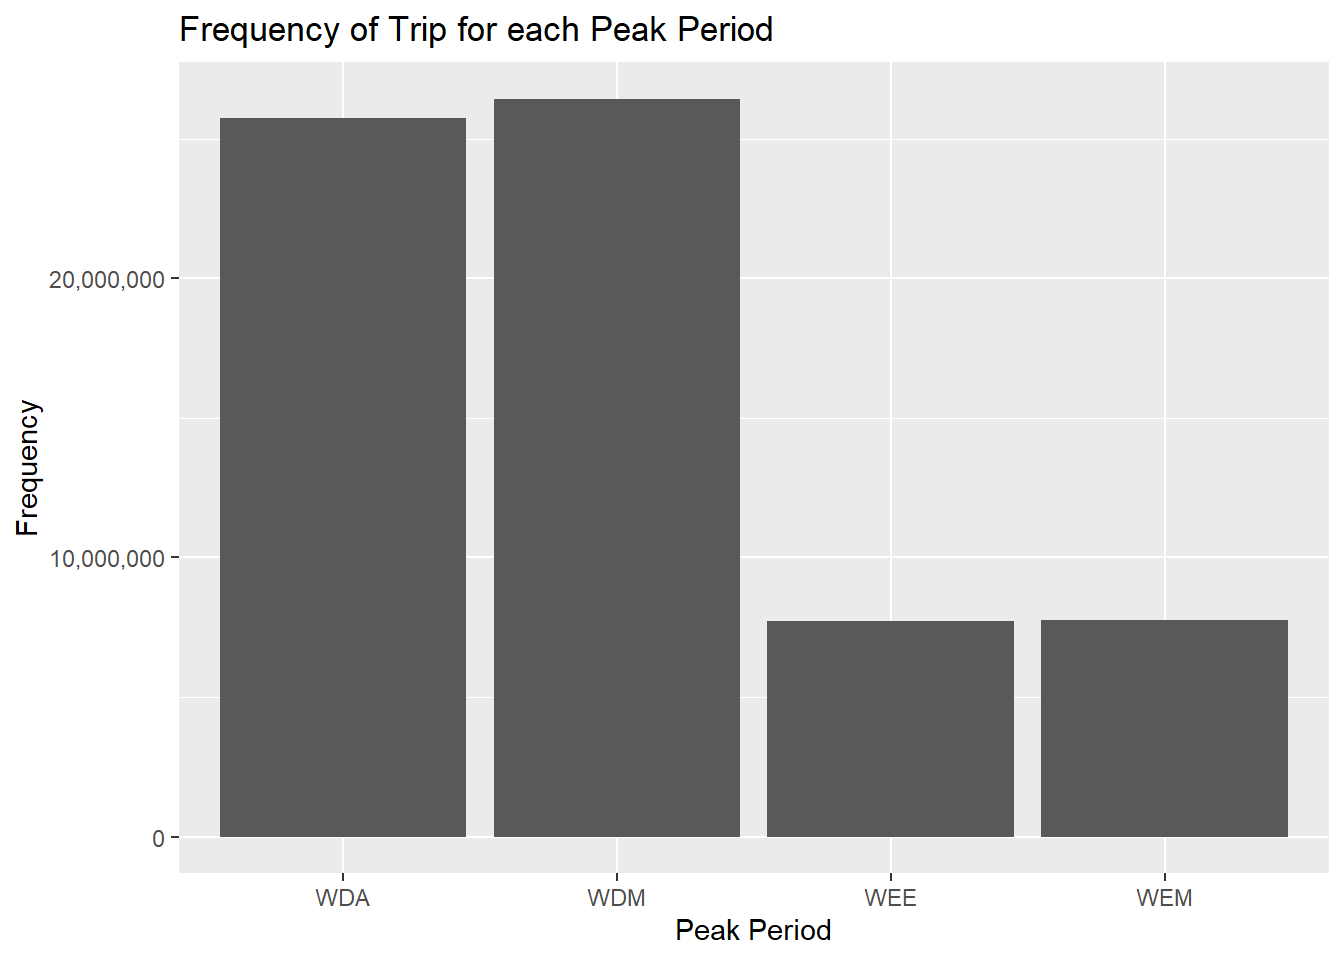 Frequency of Trip for each Peak Period
Frequency
20,000,000
10,000,000
0
WDA
WDM
WEE
WEM
Peak Period